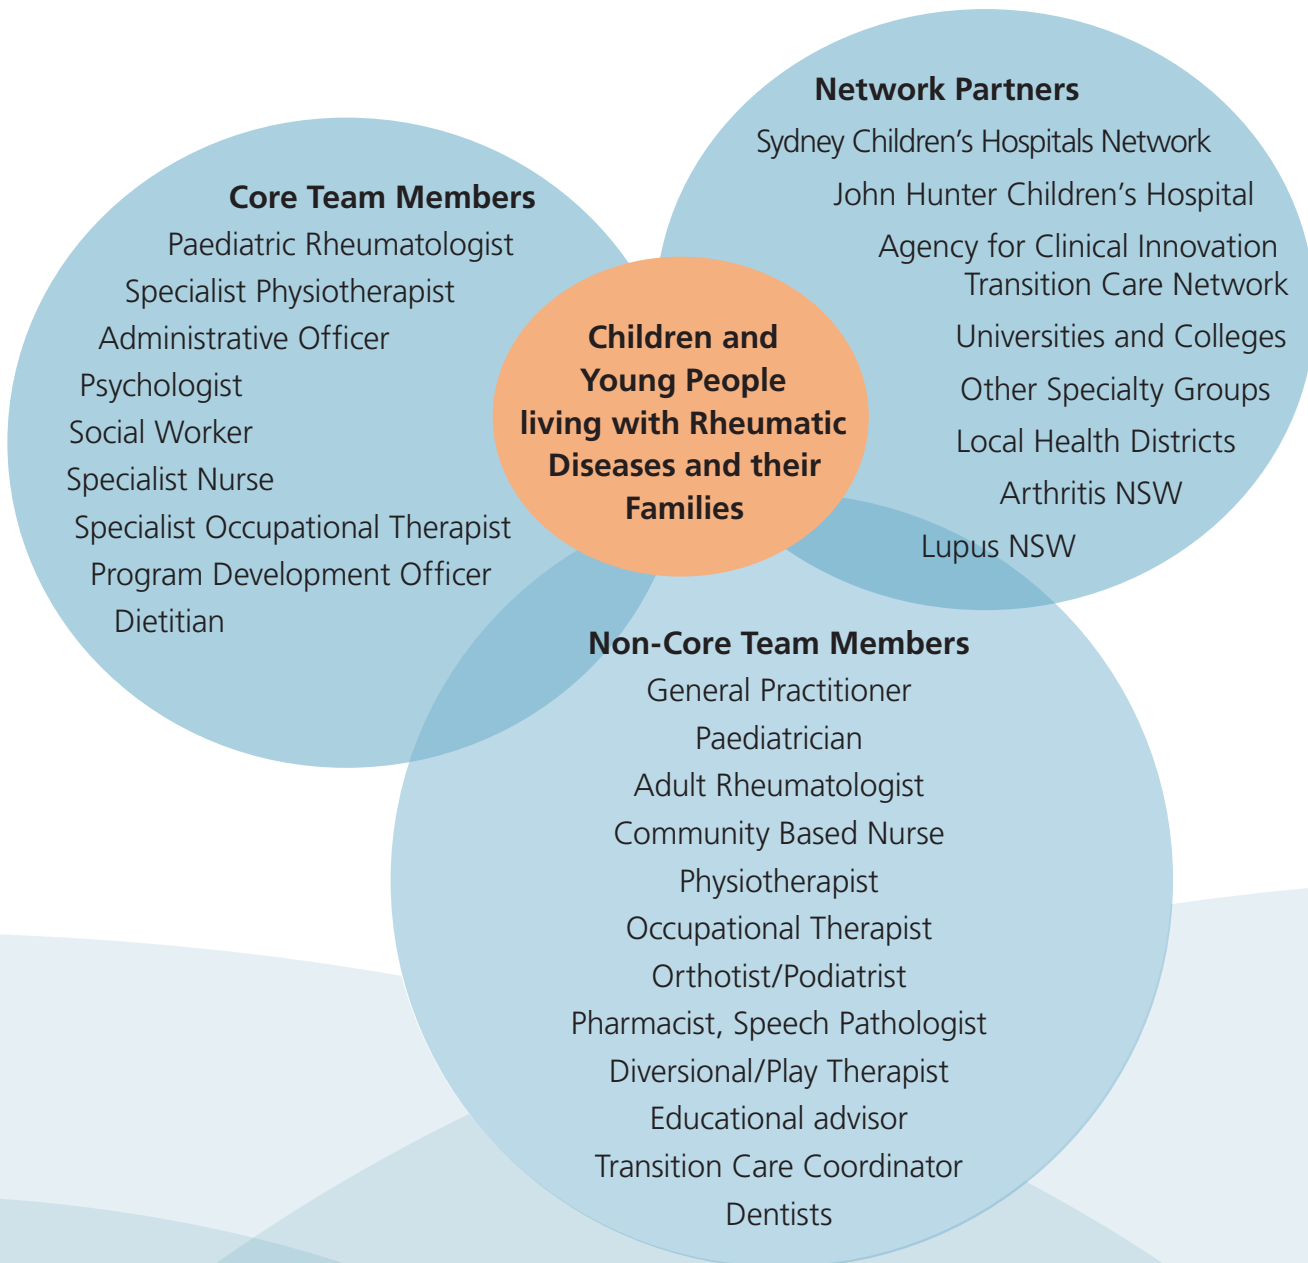 Network Partners
Sydney Children's Hospitals Network
John Hunter Children's Hospital
Agency for Clinical Innovation
Transition Care Network
Universities and Colleges
Other Specialty Groups
Local Health Districts
Arthritis NSW
Lupus NSW
Core Team Members
Paediatric Rheumatologist
Specialist Physiotherapist
Administrative Officer
Psychologist
Social Worker
Specialist Nurse
Specialist Occupational Therapist
Program Development Officer
Dietitian
Children and
Young People
living with Rheumatic
Diseases and their
Families
Non-Core Team Members
General Practitioner
Paediatrician
Adult Rheumatologist
Community Based Nurse
Physiotherapist
Occupational Therapist
Orthotist/Podiatrist
Pharmacist, Speech Pathologist
Diversional/Play Therapist
Educational advisor
Transition Care Coordinator
Dentists